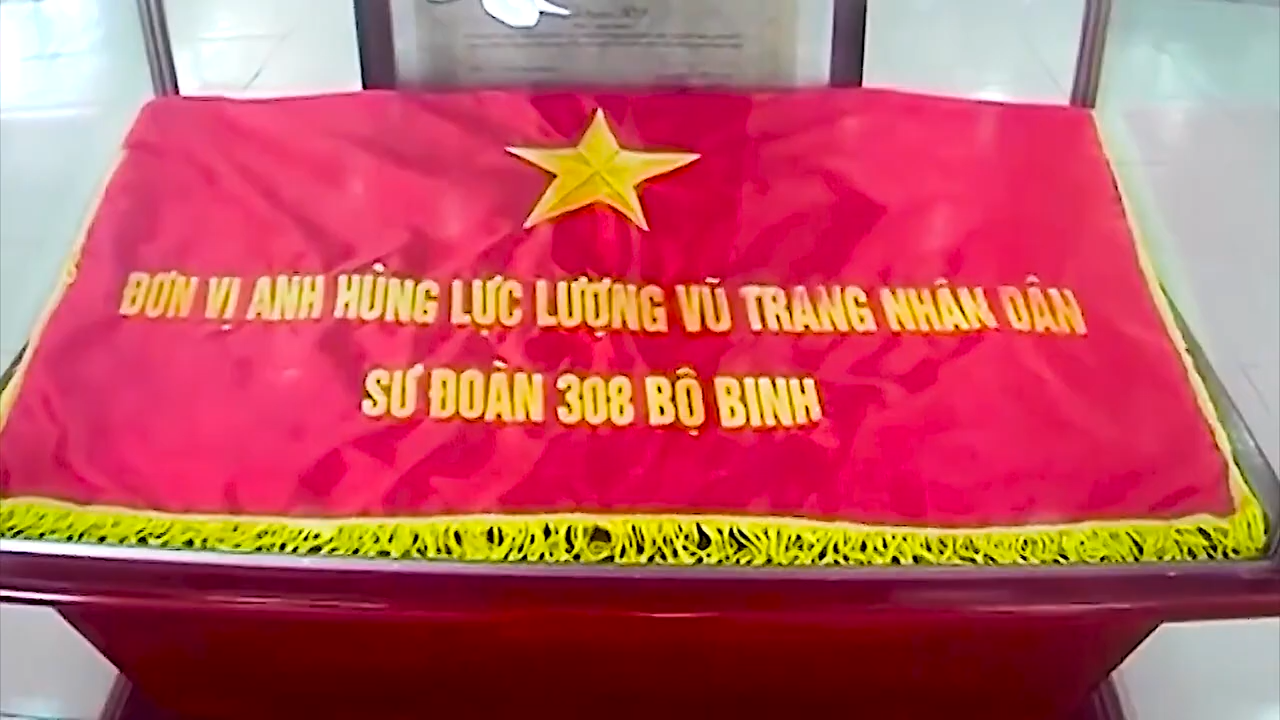 ĐƠN VỊ ANH HÙNG LỰC LƯỢNG VŨ TRANG NHÂN DÂN
SƯ ĐOÀN 308 BỘ BINH